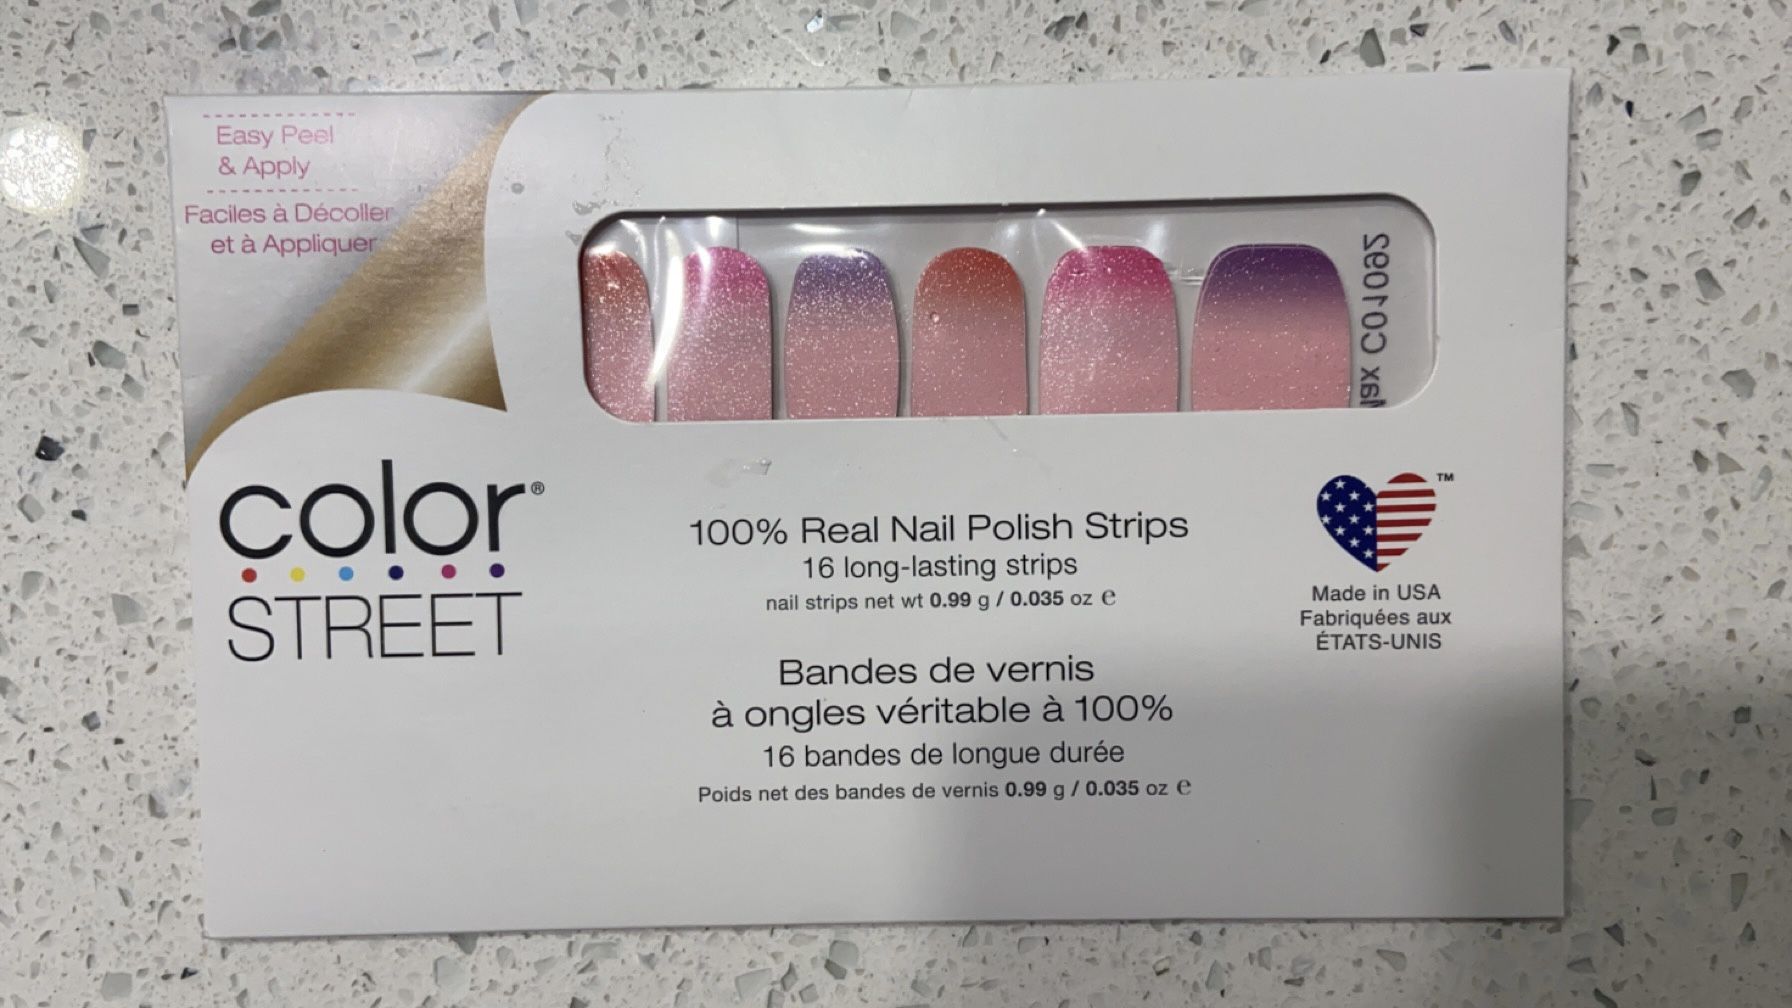 Easy Peel
& Apply
Faciles à Décoller
et à Appliquer
color®
STREET
C01092
100% Real Nail Polish Strips
16 long-lasting strips
nail strips net wt 0.99 g / 0.035 oz ℮
Bandes de vernis
à ongles véritable à 100%
16 bandes de longue durée
Poids net des bandes de vernis 0.99 g / 0.035 oz ℮
TM
Made in USA
Fabriquées aux
ÉTATS-UNIS